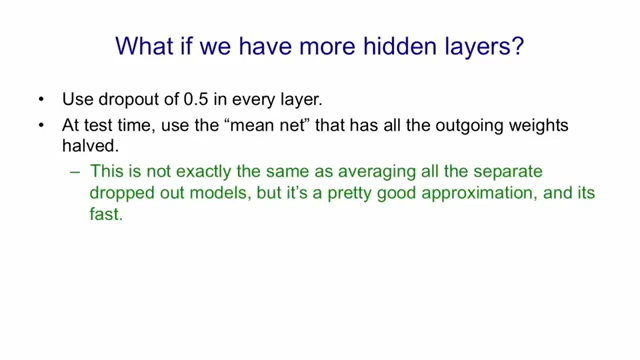 What if we have more hidden layers?
• Use dropout of 0.5 in every layer.
• At test time, use the “mean net” that has all the outgoing weights
halved.
– This is not exactly the same as averaging all the separate
dropped out models, but it’s a pretty good approximation, and its
fast.